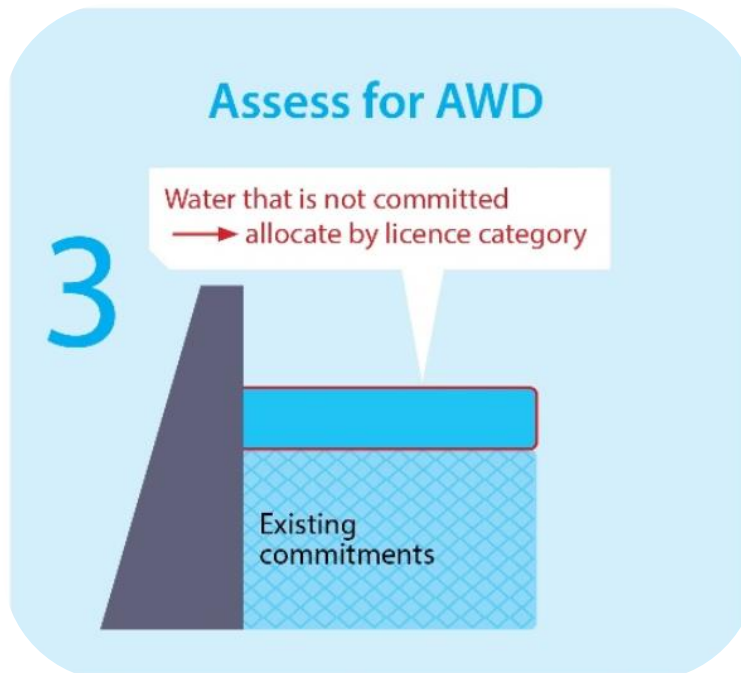 Assess for AWD
Water that is not committed
→ allocate by licence category
3
Existing
commitments